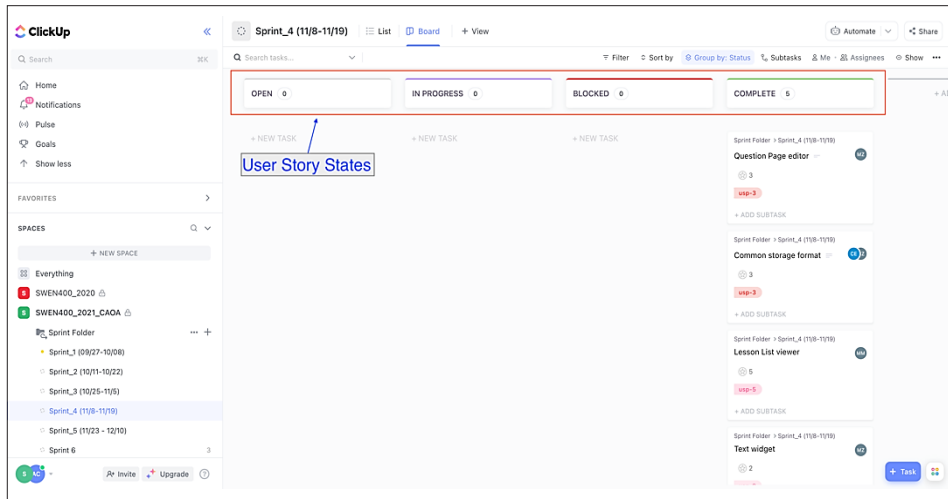 ClickUp
Search
⌘K
Home
Notifications
Pulse
Goals
Show less
FAVORITES
SPACES
+ NEW SPACE
Everything
S SWEN400_2020
S SWEN400_2021_CAOA
Sprint Folder
Sprint_1 (09/27-10/08)
Sprint_2 (10/11-10/22)
Sprint_3 (10/25-11/5)
Sprint_4 (11/8-11/19)
Sprint_5 (11/23 - 12/10)
Sprint 6 3
S AC Invite Upgrade ?
Sprint_4 (11/8-11/19) List Board + View Automate Share
Search tasks... Filter Sort by Group by: Status Subtasks Me · Assignees Show
OPEN 0 IN PROGRESS 0 BLOCKED 0 COMPLETE 5
+ NEW TASK + NEW TASK + NEW TASK
User Story States
Sprint Folder > Sprint_4 (11/8-11/19)
Question Page editor MZ
3
usp-3
+ ADD SUBTASK
Sprint Folder > Sprint_4 (11/8-11/19)
Common storage format CE
3
usp-3
+ ADD SUBTASK
Sprint Folder > Sprint_4 (11/8-11/19)
Lesson List viewer MM
5
usp-5
+ ADD SUBTASK
Sprint Folder > Sprint_4 (11/8-11/19)
Text widget MZ
2
+ Task